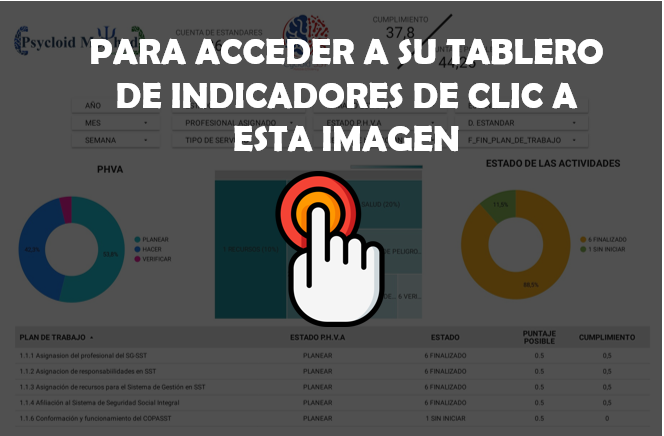 Psycloid
CUENTA DE ESTANDARES
CUMPLIMIENTO
37,8
PARA ACCEDER A SU TABLERO
DE INDICADORES DE CLIC A
ESTA IMAGEN
AÑO
MES
PROFESIONAL ASIGNADO
ESTADO P.H.V.A
D. ESTANDAR
SEMANA
F_FIN_PLAN_DE_TRABAJO
PHVA
ESTADO DE LAS ACTIVIDADES
PLANEAR
HACER
VERIFICAR
6 FINALIZADO
1 SIN INICIAR
PLAN DE TRABAJO
ESTADO P.H.V.A
ESTADO
PUNTAJE
POSIBLE
CUMPLIMIENTO
1.1.1 Asignasion del profesional del SG-SST PLANEAR 6 FINALIZADO 0.5 0,5
1.1.2 Asignacion de responsabilidades en SST PLANEAR 6 FINALIZADO 0.5 0,5
1.1.3 Asignación de recursos para el Sistema de Gestión en SST PLANEAR 6 FINALIZADO 0.5 0,5
1.1.4 Afiliación al Sistema de Seguridad Social Integral PLANEAR 6 FINALIZADO 0.5 0,5
1.1.6 Conformación y funcionamiento del COPASST PLANEAR 1 SIN INICIAR 0.5 0